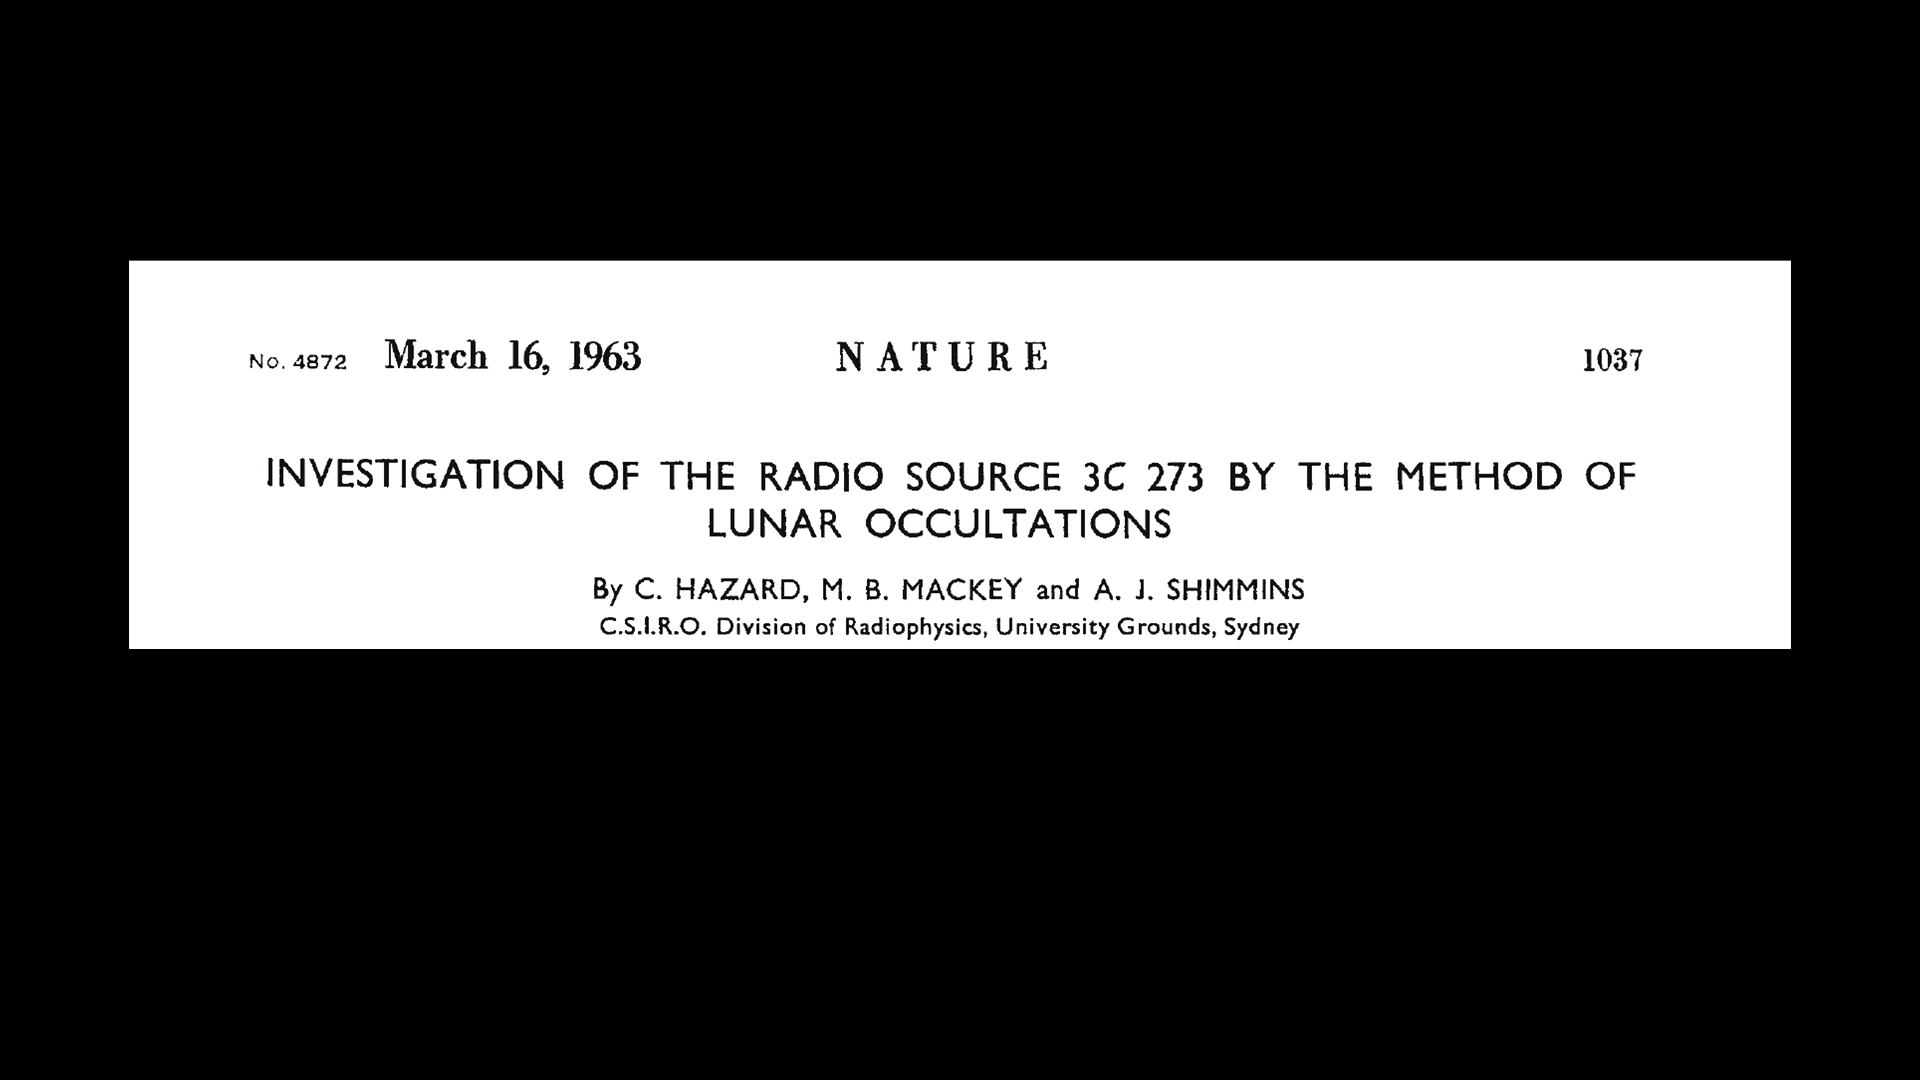 No. 4872 March 16, 1963 NATURE 1037
INVESTIGATION OF THE RADIO SOURCE 3C 273 BY THE METHOD OF
LUNAR OCCULTATIONS
By C. HAZARD, M. B. MACKEY and A. J. SHIMMINS
C.S.I.R.O. Division of Radiophysics, University Grounds, Sydney